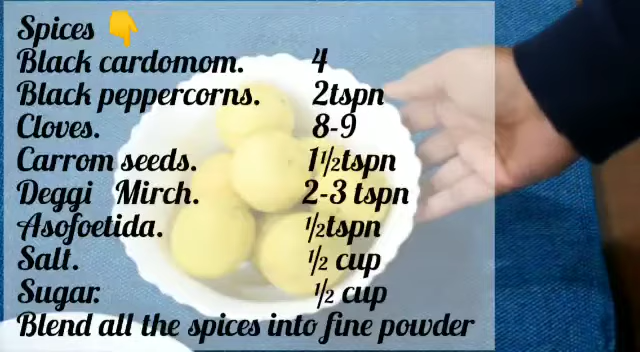 Spices 👇
Black cardomom. 4
Black peppercorns. 2tspn
Cloves. 8-9
Carrom seeds. 1½tspn
Deggi Mirch. 2-3 tspn
Asofoetida. ½tspn
Salt. ½ cup
Sugar. ½ cup
Blend all the spices into fine powder